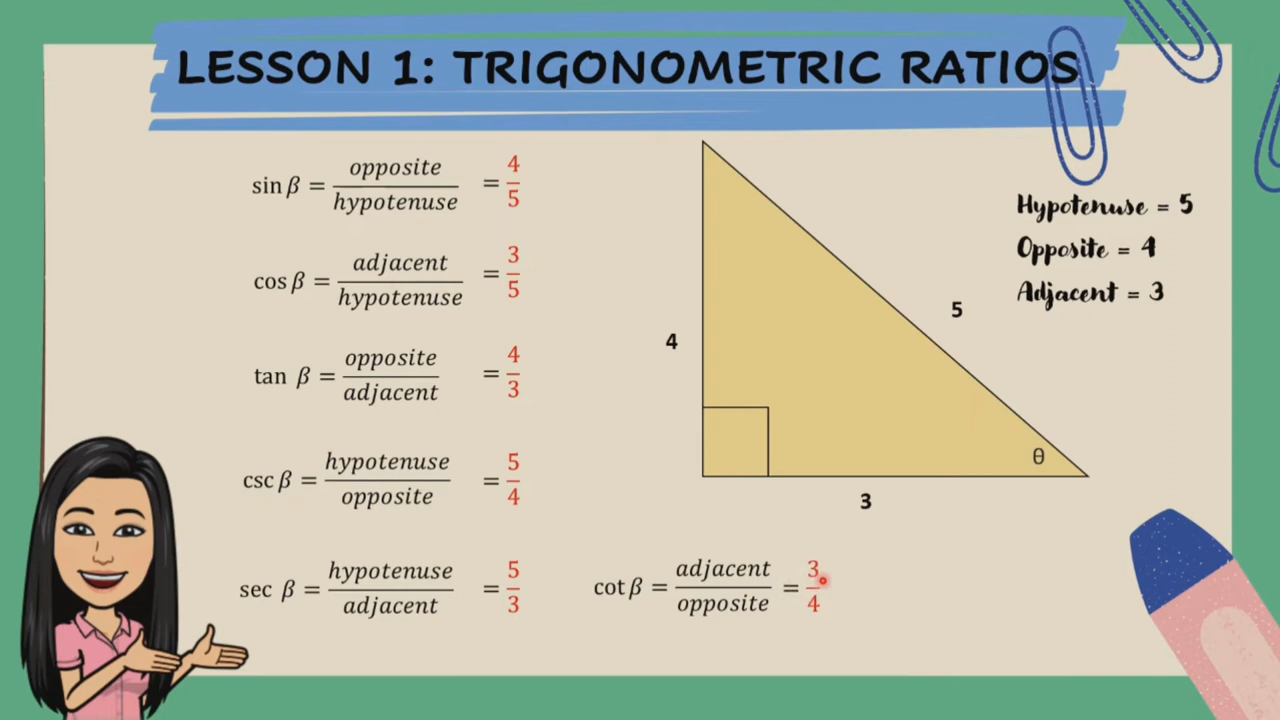 LESSON 1: TRIGONOMETRIC RATIOS
sin β = opposite/hypotenuse = 4/5
cos β = adjacent/hypotenuse = 3/5
tan β = opposite/adjacent = 4/3
csc β = hypotenuse/opposite = 5/4
sec β = hypotenuse/adjacent = 5/3
cot β = adjacent/opposite = 3/4
4
5
3
θ
Hypotenuse = 5
Opposite = 4
Adjacent = 3